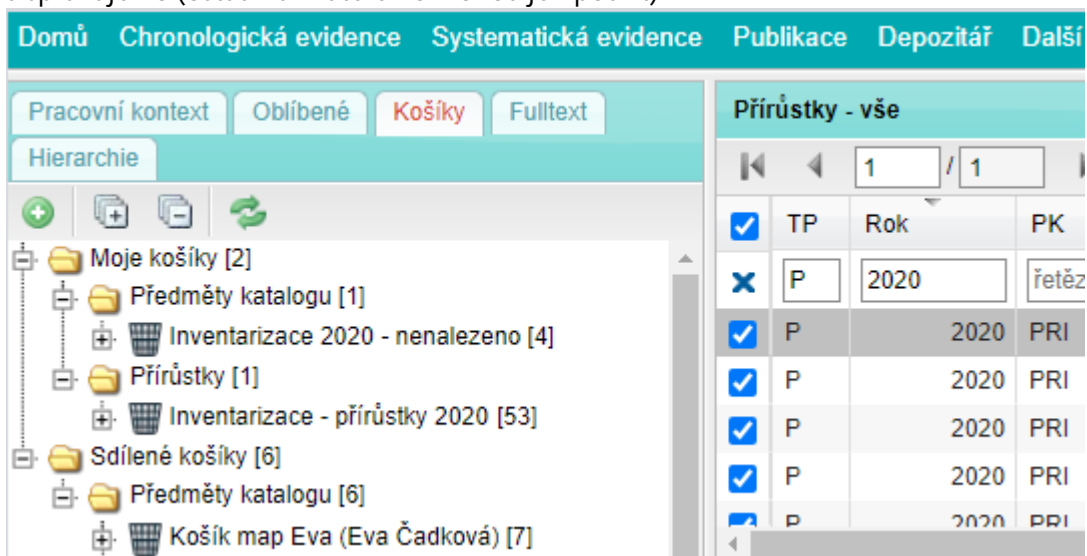 Domů Chronologická evidence Systematická evidence Publikace Depozitář Další
Pracovní kontext Oblíbené Košíky Fulltext
Hierarchie
Moje košíky [2]
Předměty katalogu [1]
Inventarizace 2020 - nenalezeno [4]
Přírůstky [1]
Inventarizace - přírůstky 2020 [53]
Sdílené košíky [6]
Předměty katalogu [6]
Košík map Eva (Eva Čadková) [7]
Přírůstky - vše
1 / 1
TP Rok PK
P 2020 řetěz
P 2020 PRI
P 2020 PRI
P 2020 PRI
P 2020 PRI
P 2020 PRI